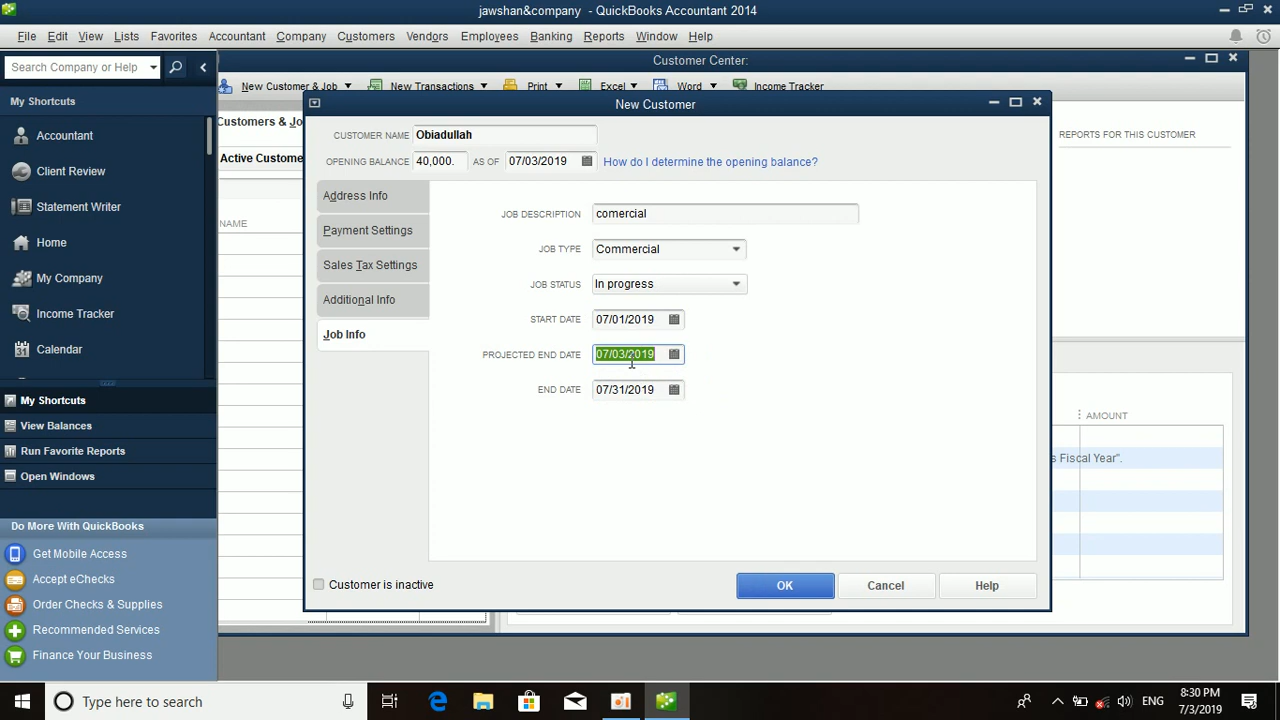 jawshan&company - QuickBooks Accountant 2014
File Edit View Lists Favorites Accountant Company Customers Vendors Employees Banking Reports Window Help
Search Company or Help
My Shortcuts
Accountant
Client Review
Statement Writer
Home
My Company
Income Tracker
Calendar
My Shortcuts
View Balances
Run Favorite Reports
Open Windows
Do More With QuickBooks
Get Mobile Access
Accept eChecks
Order Checks & Supplies
Recommended Services
Finance Your Business
Customer Center:
New Customer & Job New Transactions Print Excel Word Income Tracker
Customers & Jo
Active Custome
NAME
REPORTS FOR THIS CUSTOMER
AMOUNT
s Fiscal Year".
New Customer
CUSTOMER NAME Obiadullah
OPENING BALANCE 40,000. AS OF 07/03/2019 How do I determine the opening balance?
Address Info
Payment Settings
Sales Tax Settings
Additional Info
Job Info
JOB DESCRIPTION comercial
JOB TYPE Commercial
JOB STATUS In progress
START DATE 07/01/2019
PROJECTED END DATE 07/03/2019
END DATE 07/31/2019
Customer is inactive
OK Cancel Help
Type here to search
ENG
8:30 PM
7/3/2019